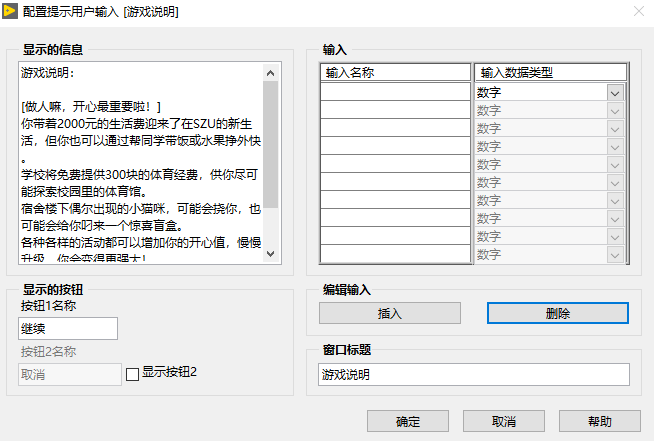 配置提示用户输入 [游戏说明]
显示的信息
游戏说明：
[做人嘛，开心最重要啦！]
你带着2000元的生活费迎来了在SZU的新生
活，但你也可以通过帮同学带饭或水果挣外快
。
学校将免费提供300块的体育经费，供你尽可
能探索校园里的体育馆。
宿舍楼下偶尔出现的小猫咪，可能会挠你，也
可能会给你叼来一个惊喜盲盒。
各种各样的活动都可以增加你的开心值，慢慢
升级，你会变得更强大！
显示的按钮
按钮1名称
继续
按钮2名称
取消
显示按钮2
输入
输入名称
输入数据类型
数字
数字
数字
数字
数字
数字
数字
数字
数字
数字
编辑输入
插入
删除
窗口标题
游戏说明
确定
取消
帮助